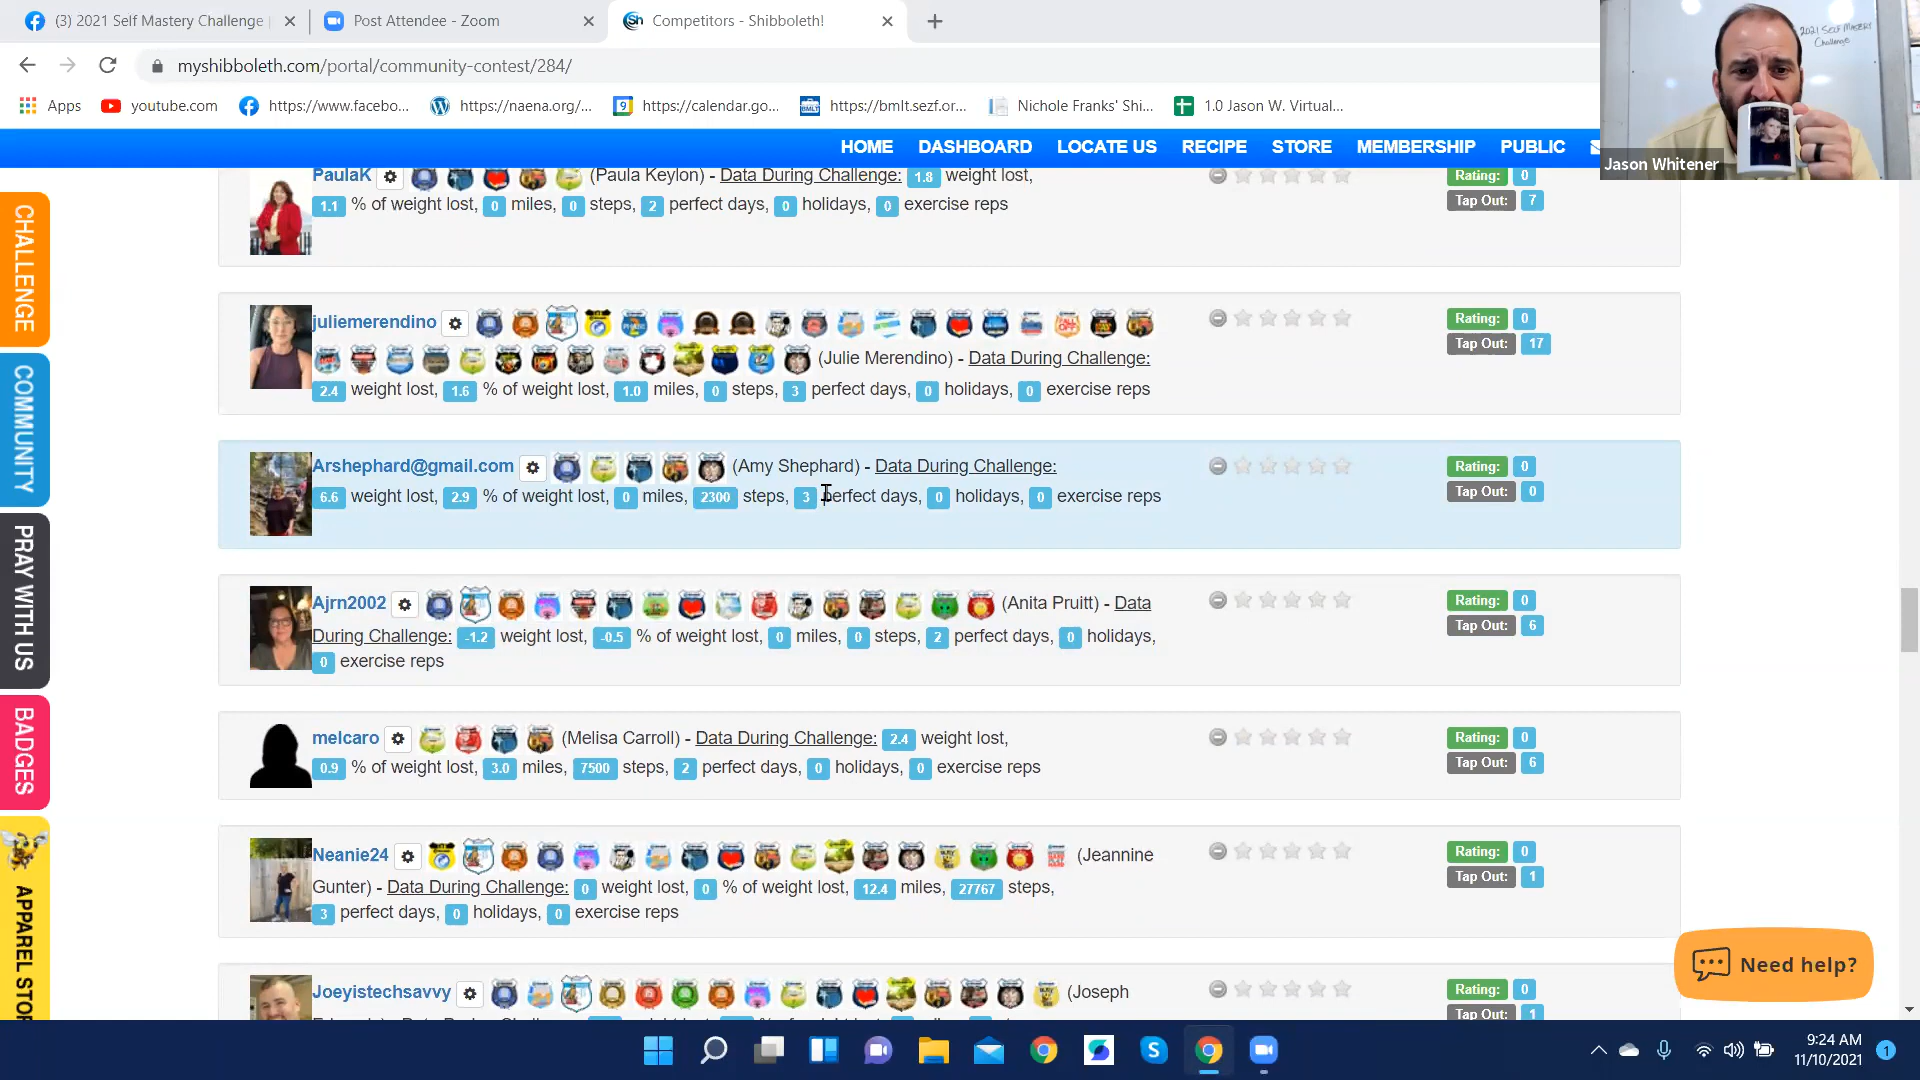 (3) 2021 Self Mastery Challenge
Post Attendee - Zoom
Competitors - Shibboleth!
myshibboleth.com/portal/community-contest/284/
Apps
youtube.com
https://www.facebo...
https://naena.org/...
https://calendar.go...
https://bmlt.sezf.or...
Nichole Franks' Shi...
1.0 Jason W. Virtual...
2021 SELF MASTERY
Challenge
Jason Whitener
HOME DASHBOARD LOCATE US RECIPE STORE MEMBERSHIP PUBLIC
CHALLENGE
COMMUNITY
PRAY WITH US
BADGES
APPAREL STOR
PaulaK (Paula Keylon) - Data During Challenge: 1.8 weight lost,
1.1 % of weight lost, 0 miles, 0 steps, 2 perfect days, 0 holidays, 0 exercise reps
Rating: 0
Tap Out: 7
juliemerendino
(Julie Merendino) - Data During Challenge:
2.4 weight lost, 1.6 % of weight lost, 1.0 miles, 0 steps, 3 perfect days, 0 holidays, 0 exercise reps
Rating: 0
Tap Out: 17
Arshephard@gmail.com (Amy Shephard) - Data During Challenge:
6.6 weight lost, 2.9 % of weight lost, 0 miles, 2300 steps, 3 perfect days, 0 holidays, 0 exercise reps
Rating: 0
Tap Out: 0
Ajrn2002 (Anita Pruitt) - Data
During Challenge: -1.2 weight lost, -0.5 % of weight lost, 0 miles, 0 steps, 2 perfect days, 0 holidays,
0 exercise reps
Rating: 0
Tap Out: 6
melcaro (Melisa Carroll) - Data During Challenge: 2.4 weight lost,
0.9 % of weight lost, 3.0 miles, 7500 steps, 2 perfect days, 0 holidays, 0 exercise reps
Rating: 0
Tap Out: 6
Neanie24 (Jeannine
Gunter) - Data During Challenge: 0 weight lost, 0 % of weight lost, 12.4 miles, 27767 steps,
3 perfect days, 0 holidays, 0 exercise reps
Rating: 0
Tap Out: 1
Joeyistechsavvy (Joseph
Rating: 0
Tap Out: 1
Need help?
9:24 AM
11/10/2021
1